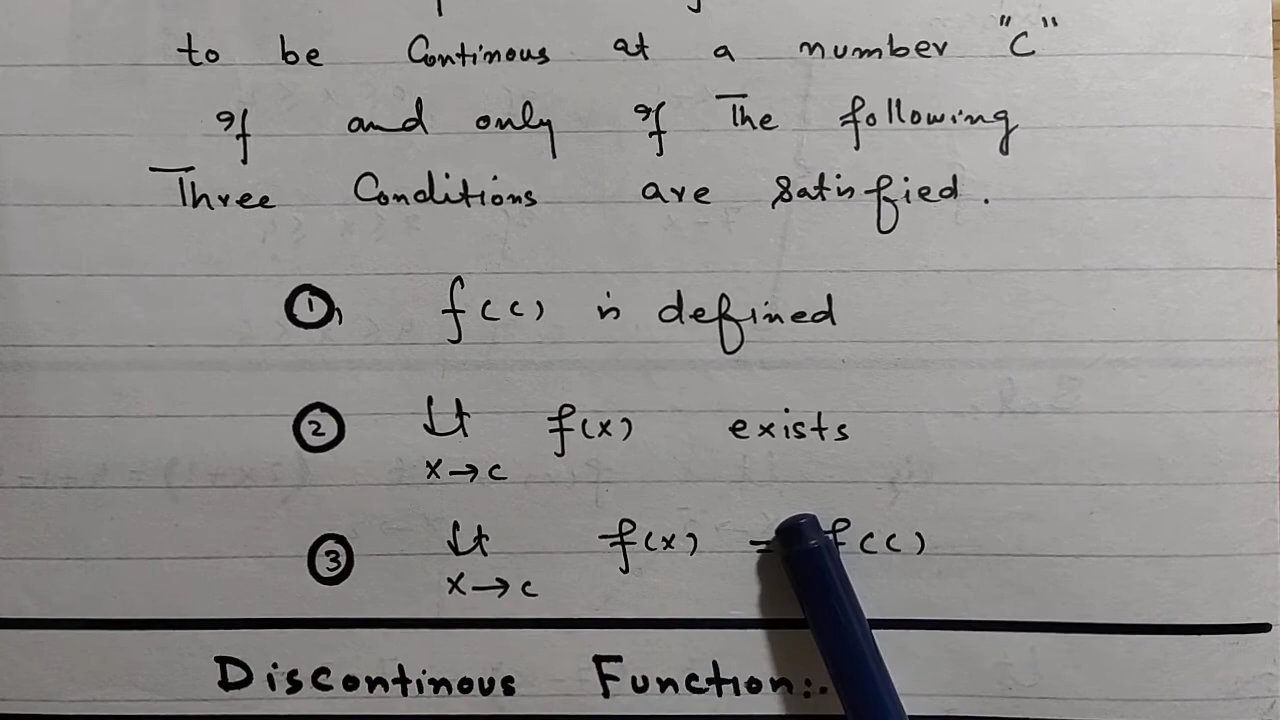 to be Continous at a number "C"
If and only if The following
Three Conditions are satisfied.
①, f(c) is defined
② Lt f(x) exists
x→c
③ Lt f(x) = f(c)
x→c
Discontinous Function:.